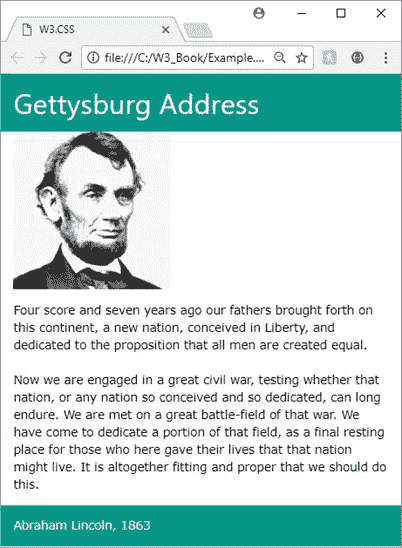 W3.CSS
file:///C:/W3_Book/Example....
Gettysburg Address
Four score and seven years ago our fathers brought forth on
this continent, a new nation, conceived in Liberty, and
dedicated to the proposition that all men are created equal.
Now we are engaged in a great civil war, testing whether that
nation, or any nation so conceived and so dedicated, can long
endure. We are met on a great battle-field of that war. We
have come to dedicate a portion of that field, as a final resting
place for those who here gave their lives that that nation
might live. It is altogether fitting and proper that we should do
this.
Abraham Lincoln, 1863